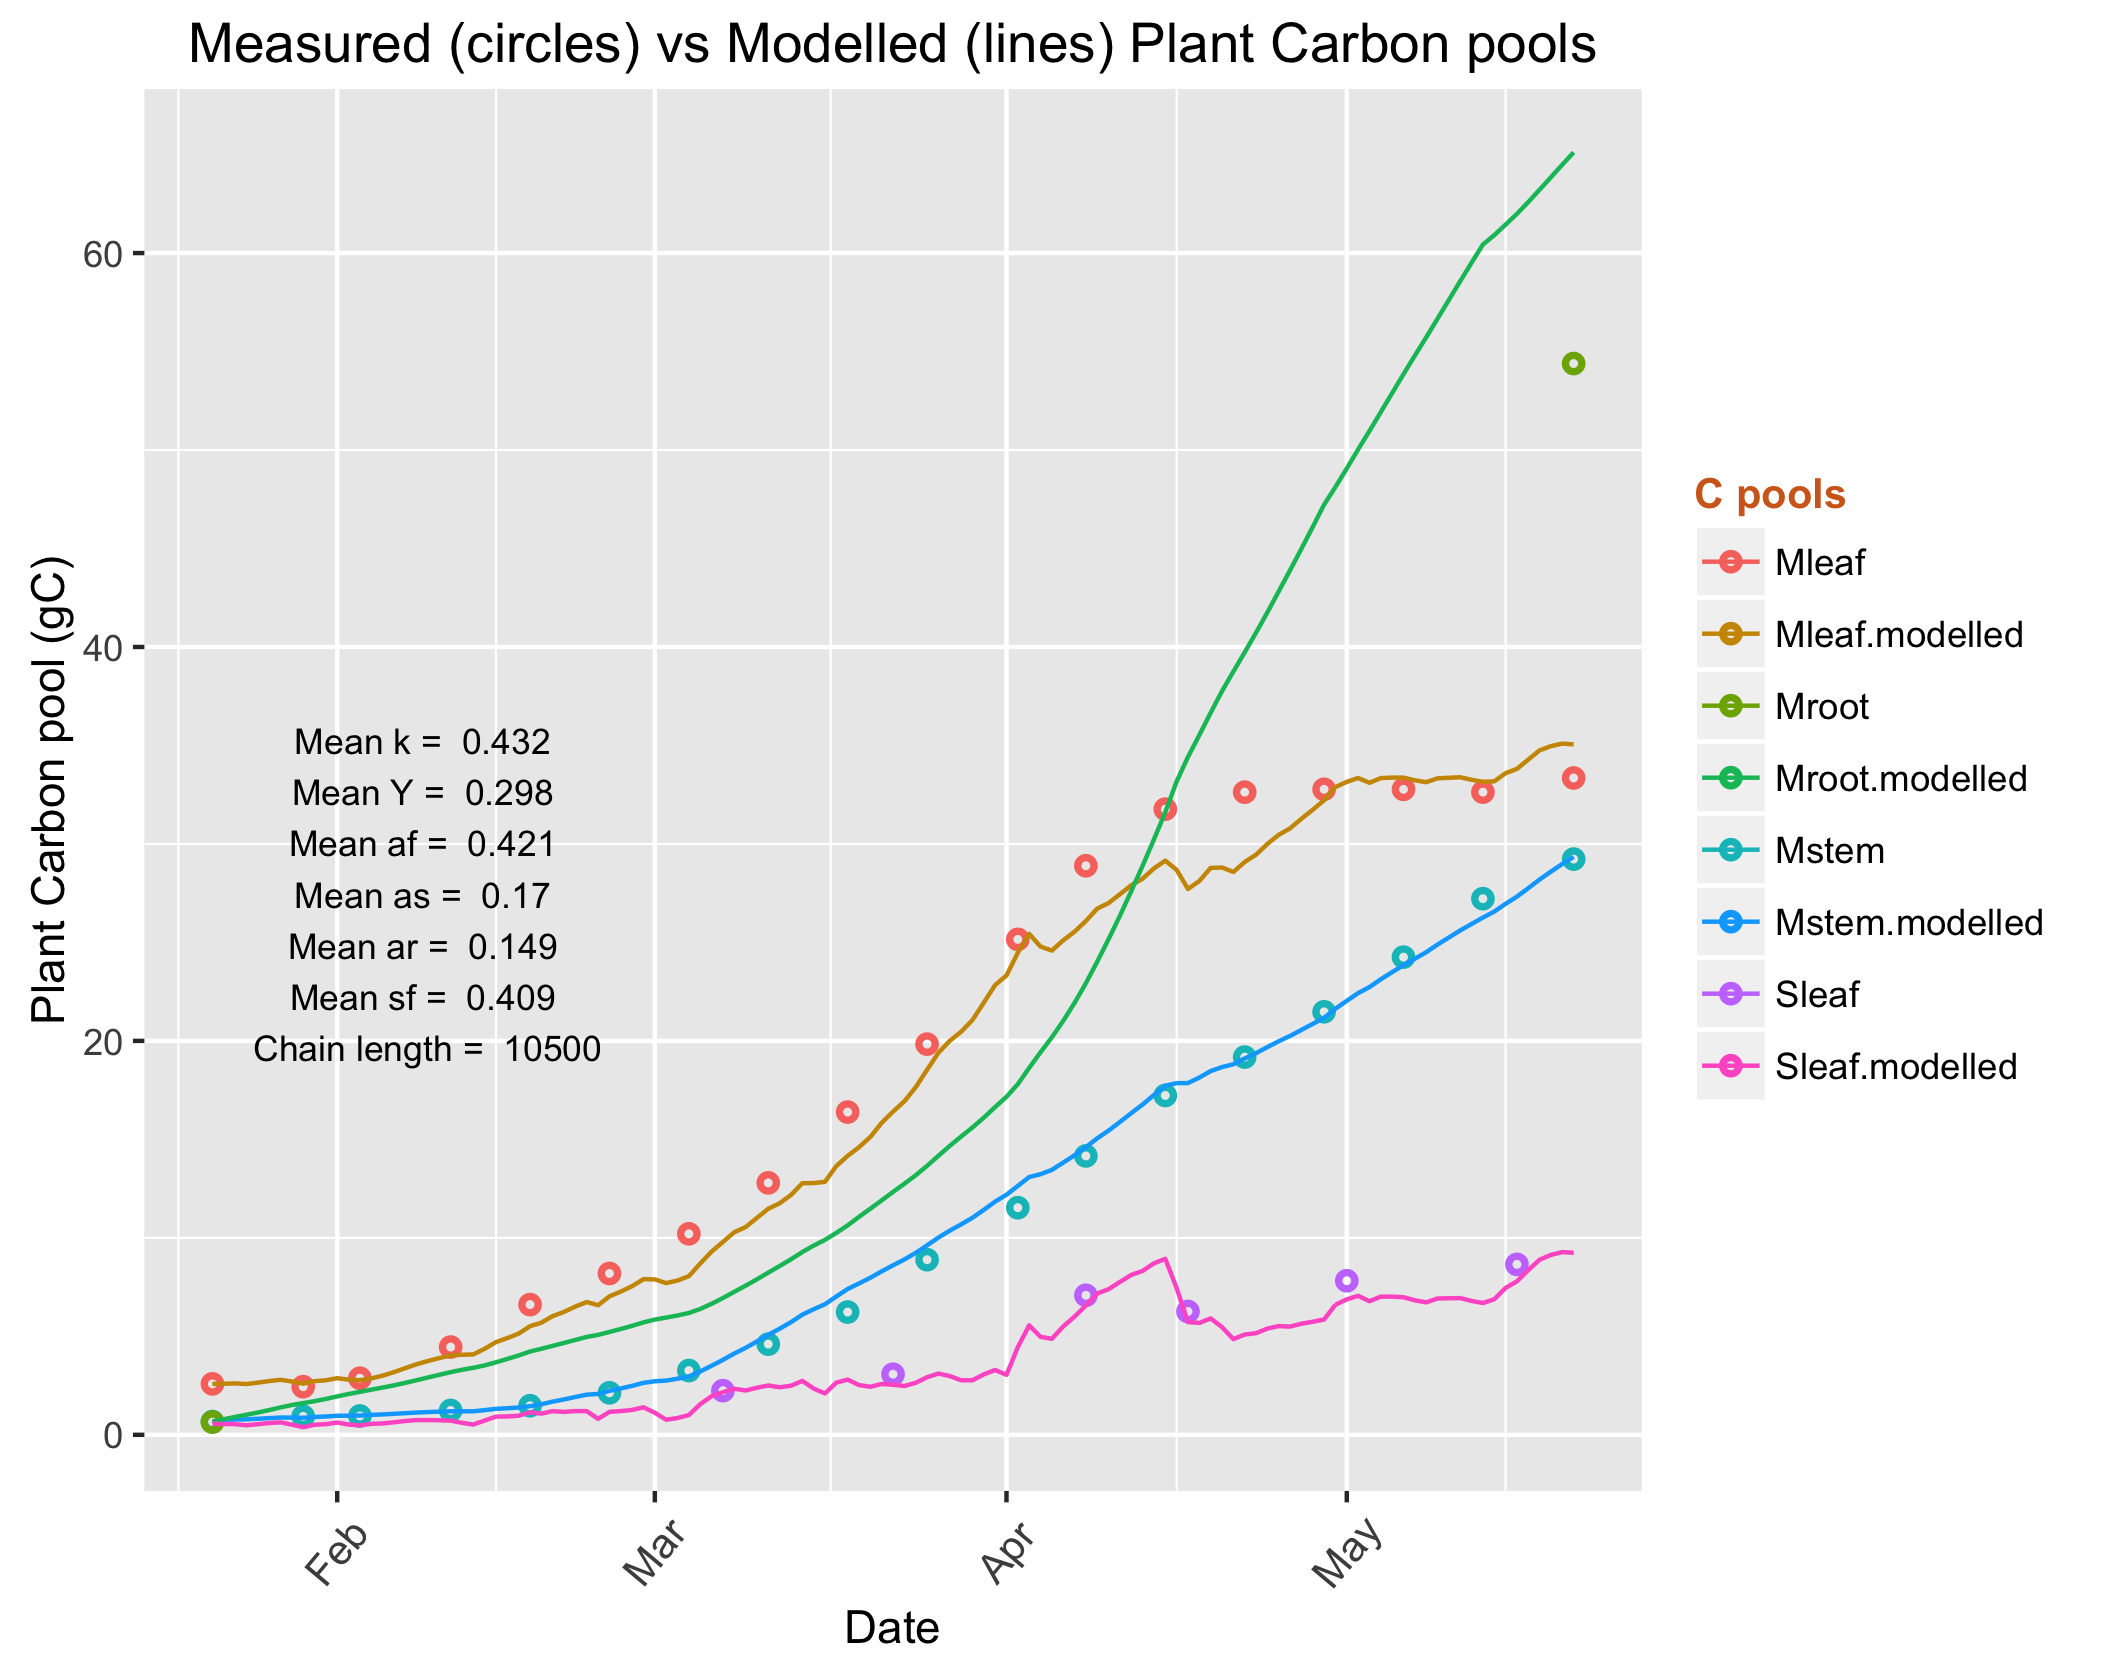 Measured (circles) vs Modelled (lines) Plant Carbon pools
Plant Carbon pool (gC)
60
40
20
0
Mean k = 0.432
Mean Y = 0.298
Mean af = 0.421
Mean as = 0.17
Mean ar = 0.149
Mean sf = 0.409
Chain length = 10500
Feb
Mar
Apr
May
Date
C pools
Mleaf
Mleaf.modelled
Mroot
Mroot.modelled
Mstem
Mstem.modelled
Sleaf
Sleaf.modelled